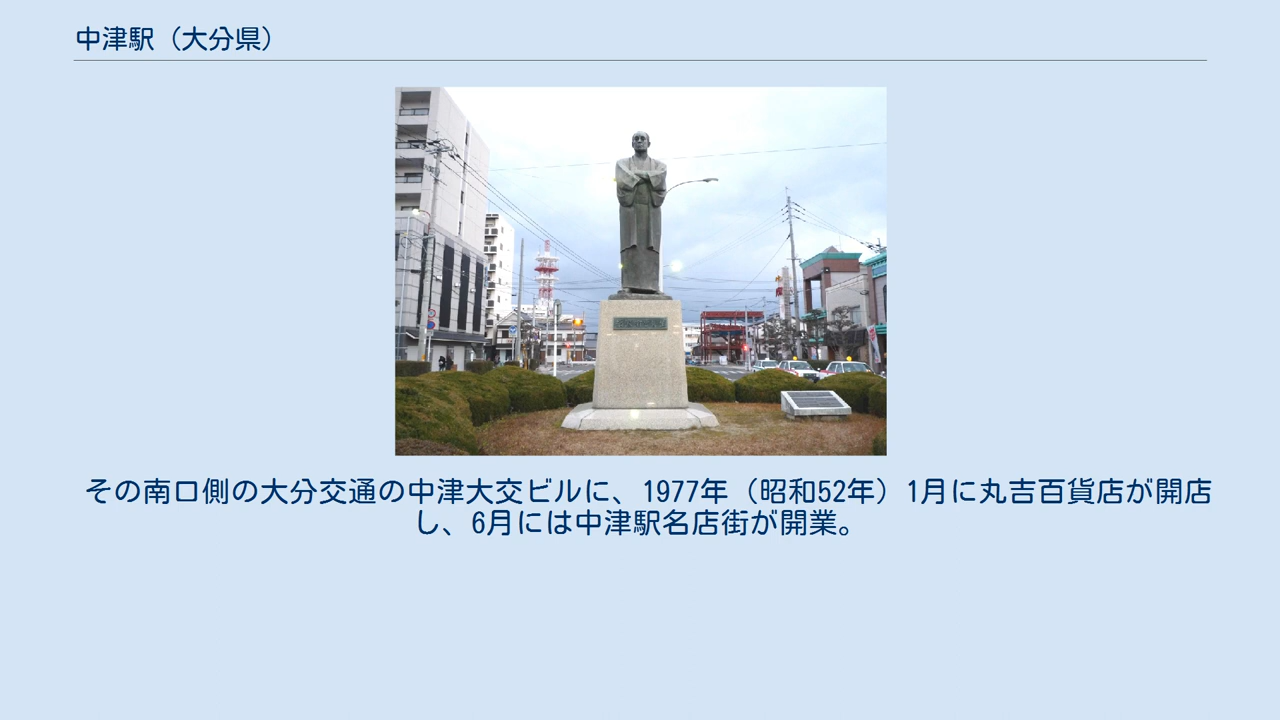 中津駅（大分県）
その南口側の大分交通の中津大交ビルに、1977年（昭和52年）1月に丸吉百貨店が開店
し、6月には中津駅名店街が開業。